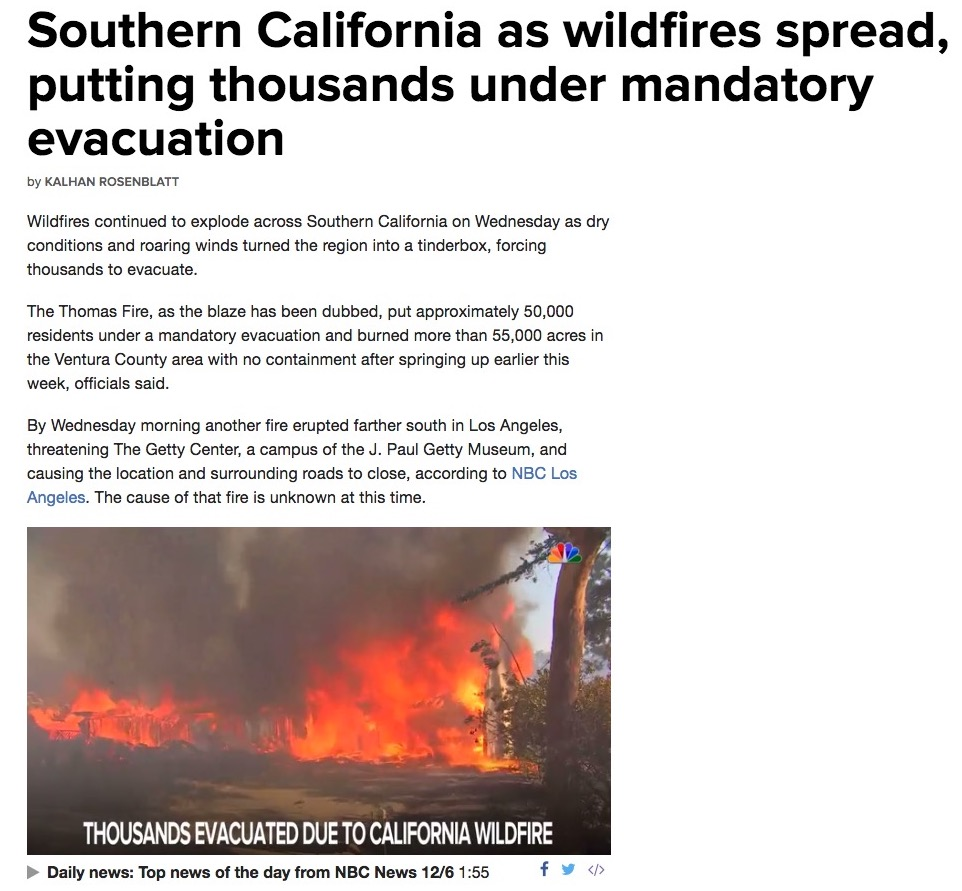 Southern California as wildfires spread,
putting thousands under mandatory
evacuation
by KALHAN ROSENBLATT
Wildfires continued to explode across Southern California on Wednesday as dry
conditions and roaring winds turned the region into a tinderbox, forcing
thousands to evacuate.
The Thomas Fire, as the blaze has been dubbed, put approximately 50,000
residents under a mandatory evacuation and burned more than 55,000 acres in
the Ventura County area with no containment after springing up earlier this
week, officials said.
By Wednesday morning another fire erupted farther south in Los Angeles,
threatening The Getty Center, a campus of the J. Paul Getty Museum, and
causing the location and surrounding roads to close, according to NBC Los
Angeles. The cause of that fire is unknown at this time.
THOUSANDS EVACUATED DUE TO CALIFORNIA WILDFIRE
Daily news: Top news of the day from NBC News 12/6 1:55